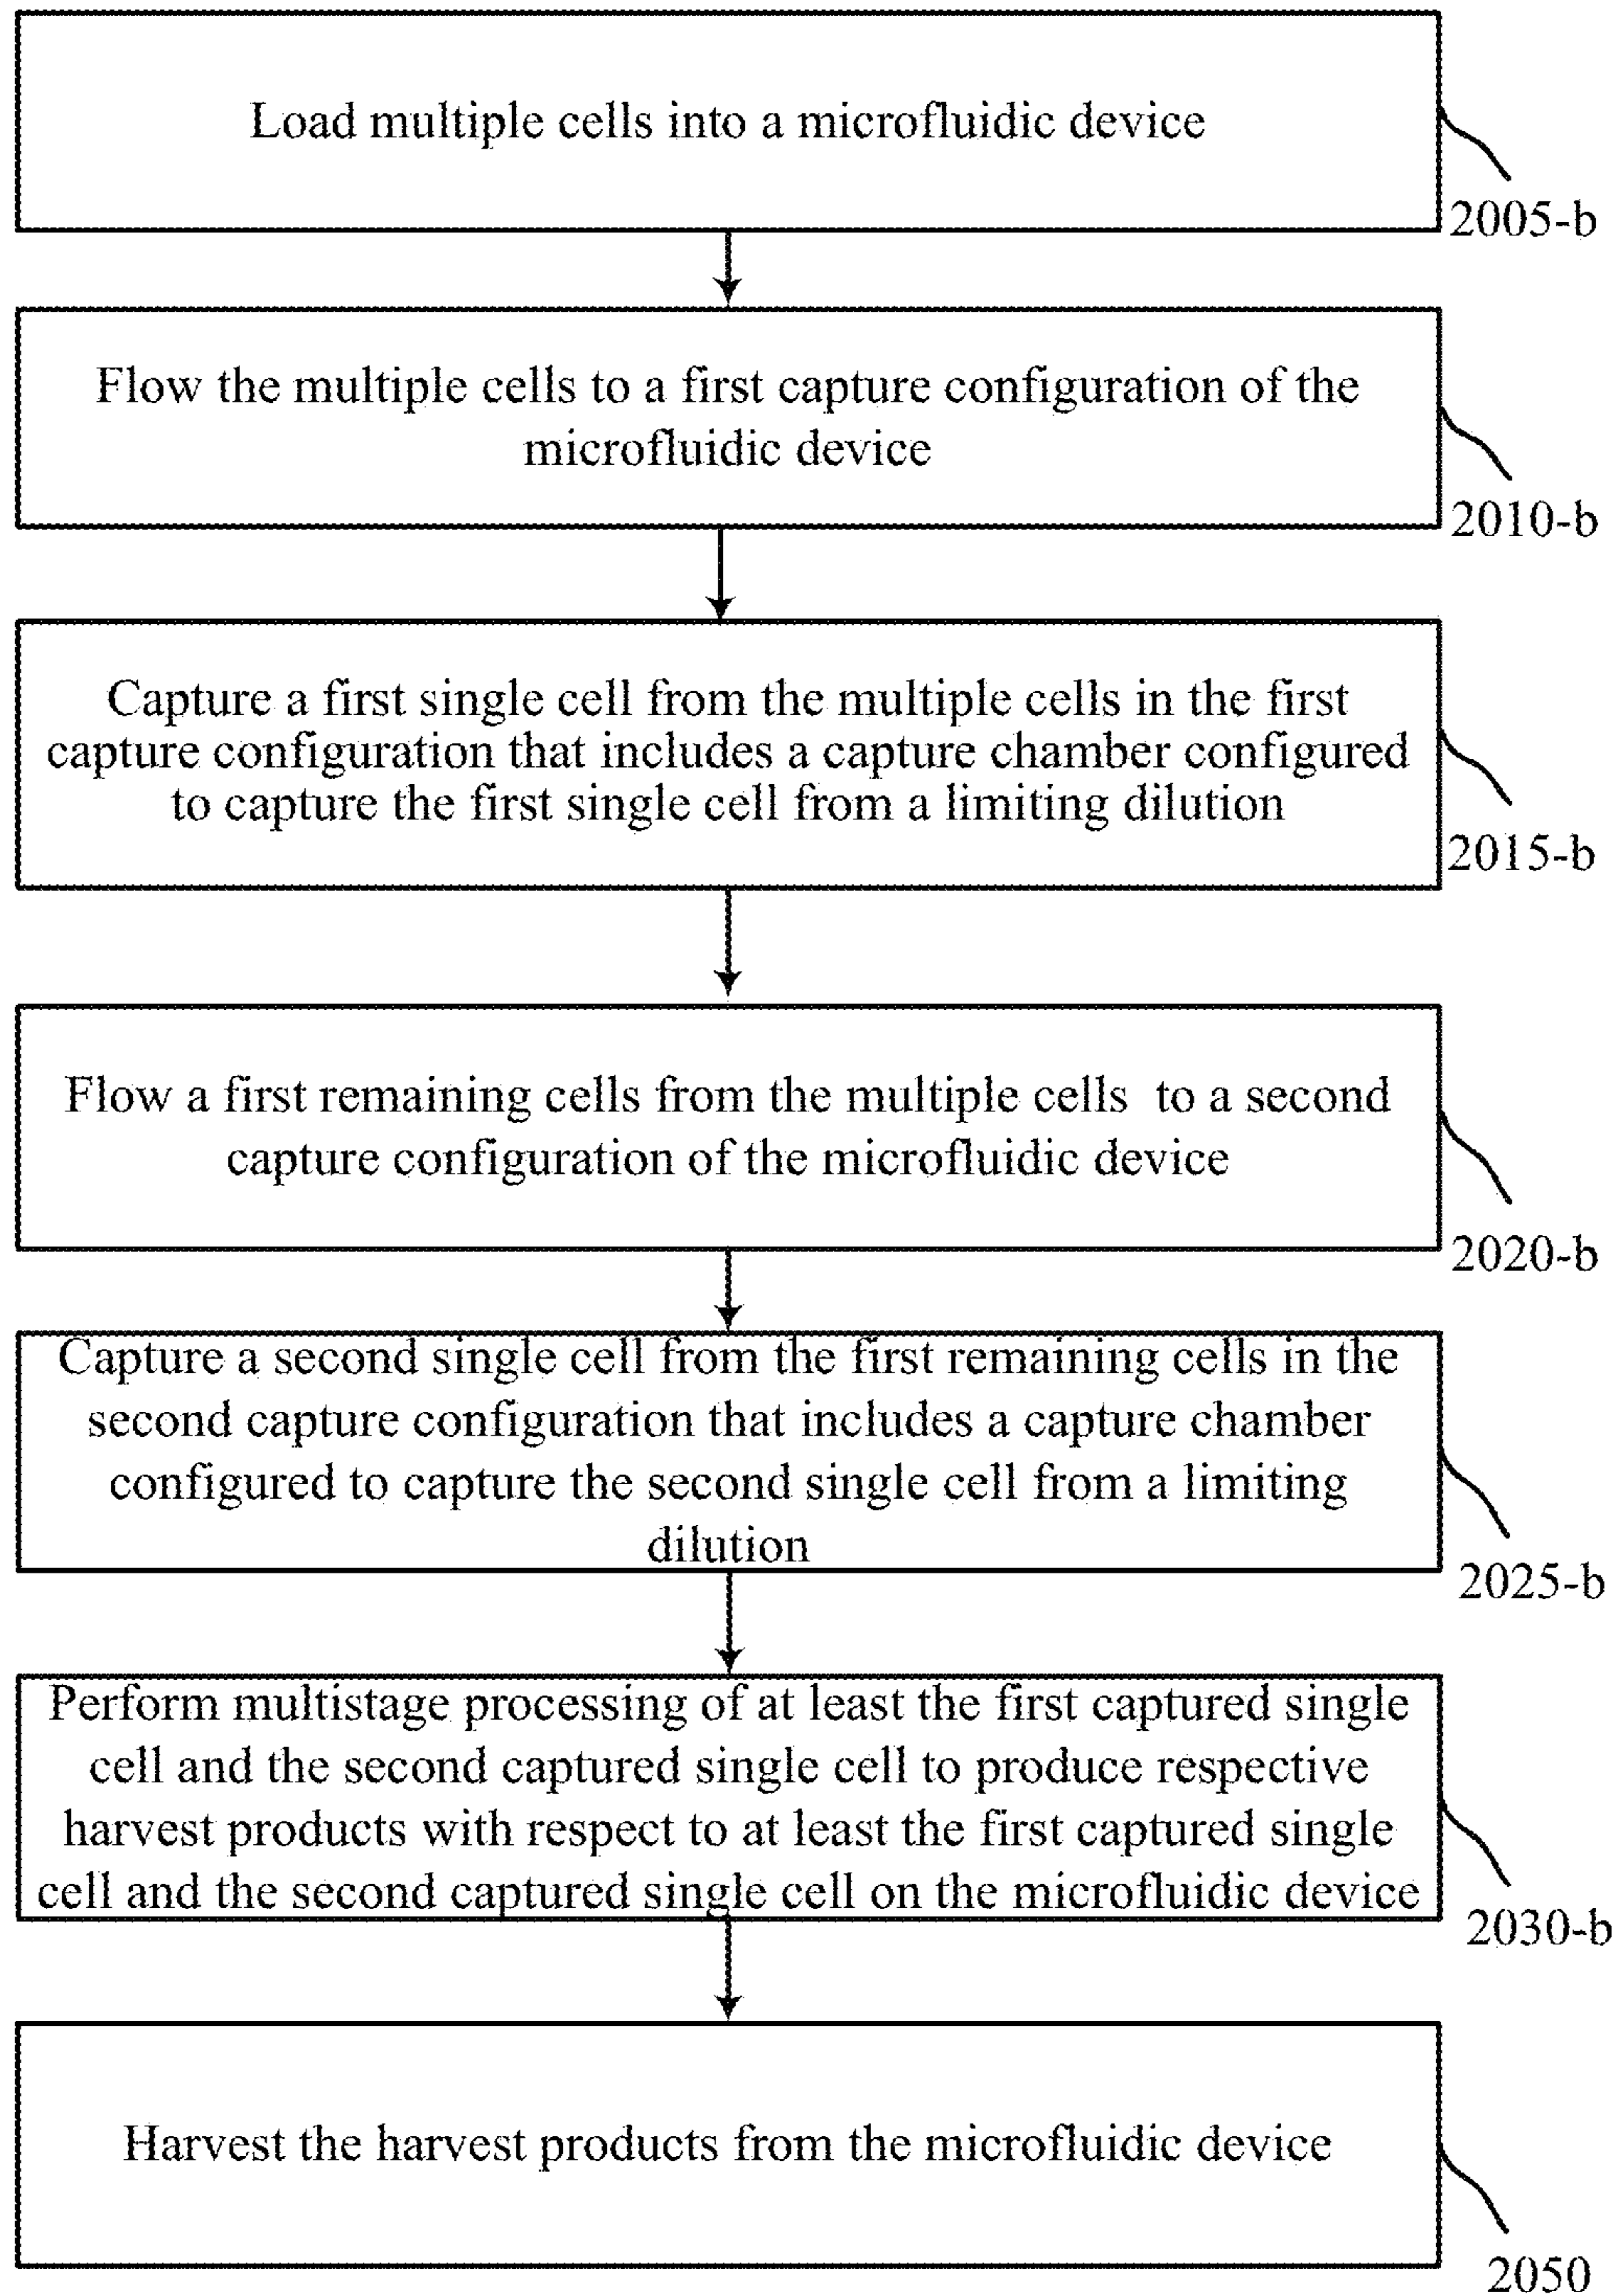 Load multiple cells into a microfluidic device
2005-b
Flow the multiple cells to a first capture configuration of the
microfluidic device
2010-b
Capture a first single cell from the multiple cells in the first
capture configuration that includes a capture chamber configured
to capture the first single cell from a limiting dilution
2015-b
Flow a first remaining cells from the multiple cells to a second
capture configuration of the microfluidic device
2020-b
Capture a second single cell from the first remaining cells in the
second capture configuration that includes a capture chamber
configured to capture the second single cell from a limiting
dilution
2025-b
Perform multistage processing of at least the first captured single
cell and the second captured single cell to produce respective
harvest products with respect to at least the first captured single
cell and the second captured single cell on the microfluidic device
2030-b
Harvest the harvest products from the microfluidic device
2050